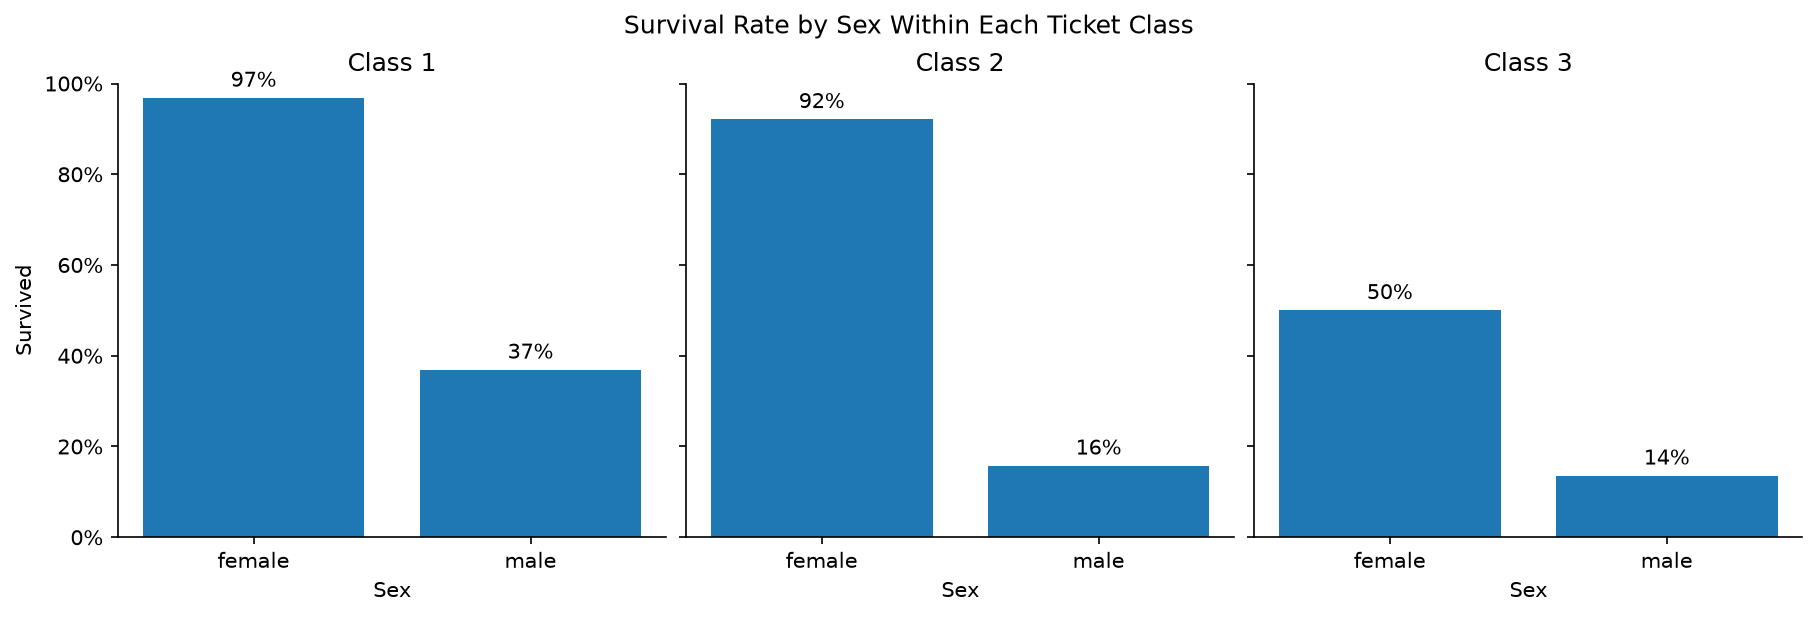 Survival Rate by Sex Within Each Ticket Class
Class 1
Class 2
Class 3
Survived
100%
80%
60%
40%
20%
0%
97%
37%
92%
16%
50%
14%
female
male
female
male
female
male
Sex
Sex
Sex